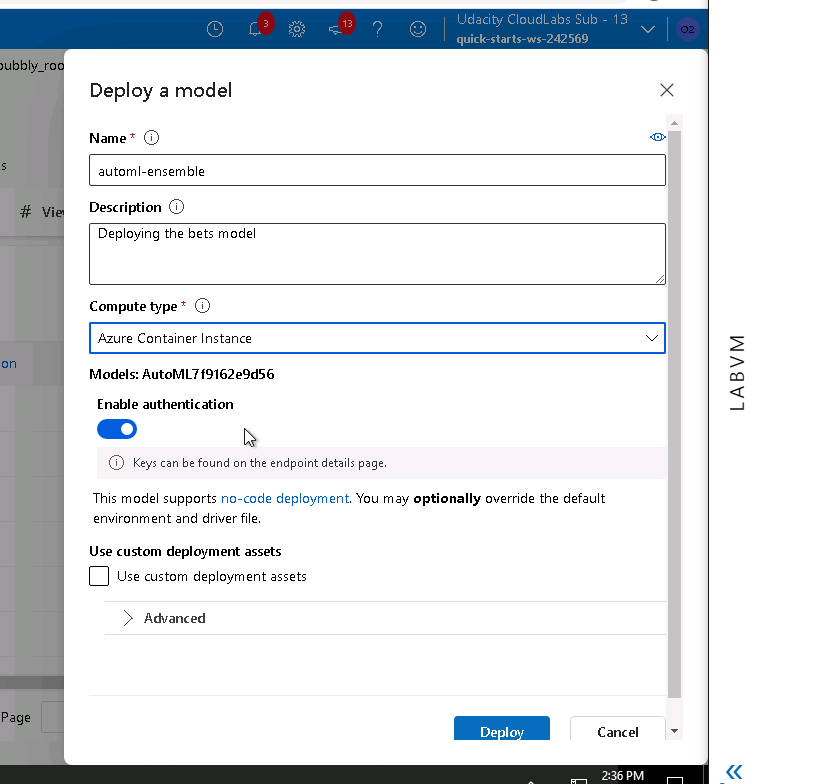 Udacity CloudLabs Sub - 13
3
13
?
quick-starts-ws-242569
OZ
bubbly_roo
Deploy a model
Name *
s
automl-ensemble
# Vie
Description
Deploying the bets model
Compute type *
Azure Container Instance
LABVM
on
Models: AutoML7f9162e9d56
Enable authentication
Keys can be found on the endpoint details page.
This model supports no-code deployment. You may optionally override the default
environment and driver file.
Use custom deployment assets
Use custom deployment assets
Advanced
Page
Deploy
Cancel
2:36 PM